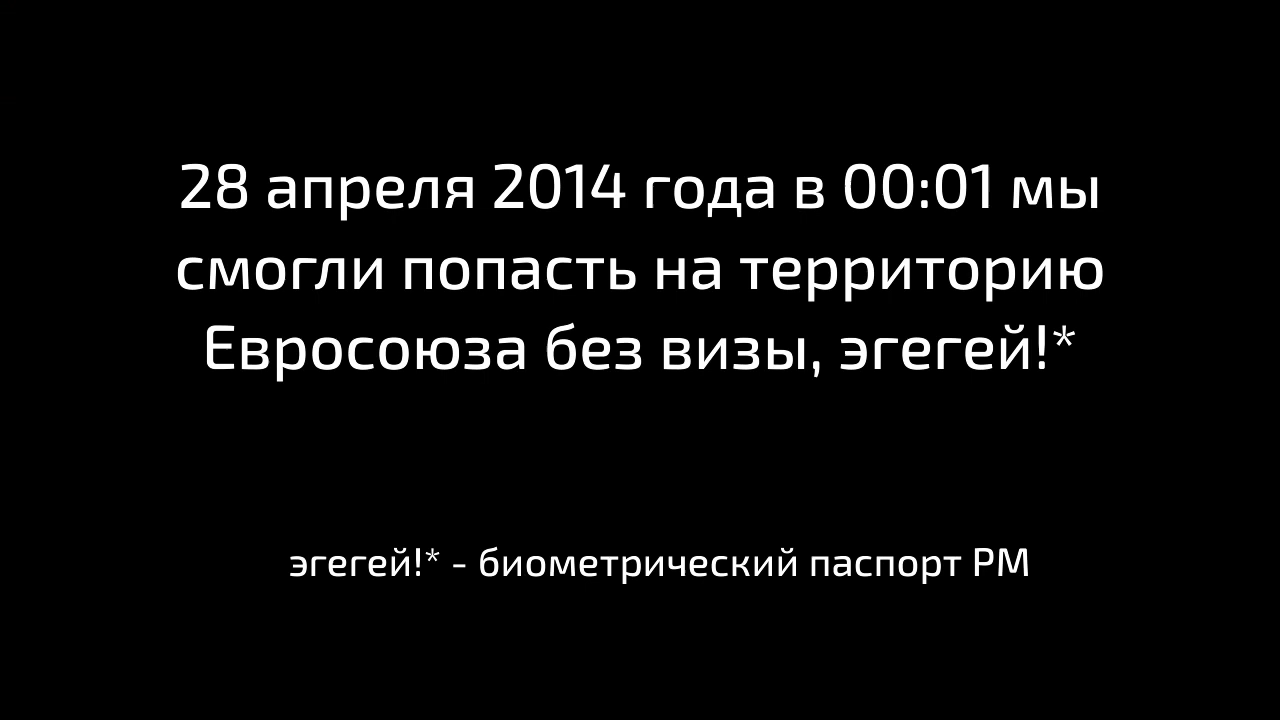 28 апреля 2014 года в 00:01 мы
смогли попасть на территорию
Евросоюза без визы, эгегей!*
эгегей!* - биометрический паспорт РМ